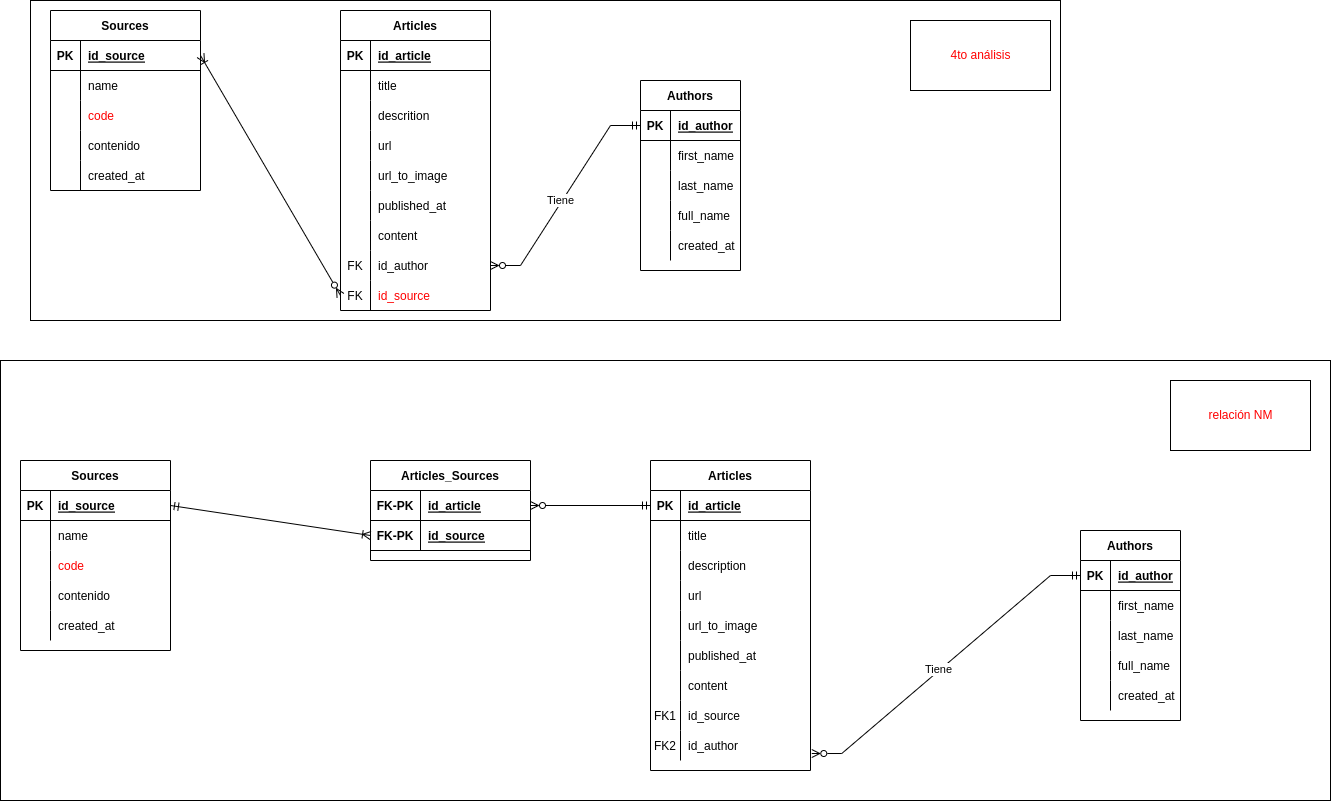 Sources
PK id_source
name
code
contenido
created_at
Articles
PK id_article
title
descrition
url
url_to_image
published_at
content
FK id_author
FK id_source
Tiene
Authors
PK id_author
first_name
last_name
full_name
created_at
4to análisis
relación NM
Sources
PK id_source
name
code
contenido
created_at
Articles_Sources
FK-PK id_article
FK-PK id_source
Articles
PK id_article
title
description
url
url_to_image
published_at
content
FK1 id_source
FK2 id_author
Tiene
Authors
PK id_author
first_name
last_name
full_name
created_at